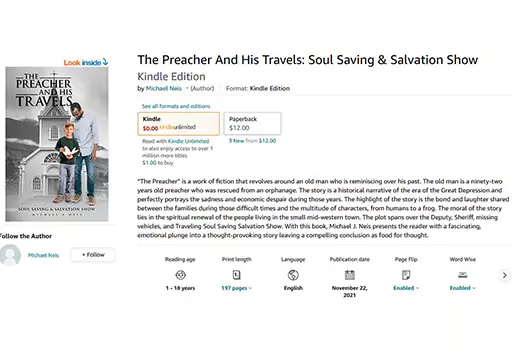 Look inside
THE
PREACHER
AND HIS
TRAVELS
SOUL SAVING & SALVATION SHOW
MICHAEL J NEIS
Follow the Author
Michael Neis
+ Follow
The Preacher And His Travels: Soul Saving & Salvation Show
Kindle Edition
by Michael Neis (Author) Format: Kindle Edition
See all formats and editions
Kindle
$0.00 kindleunlimited
Paperback
$12.00
Read with Kindle Unlimited
to also enjoy access to over 1
million more titles
$1.00 to buy
3 New from $12.00
"The Preacher" is a work of fiction that revolves around an old man who is reminiscing over his past. The old man is a ninety-two
years old preacher who was rescued from an orphanage. The story is a historical narrative of the era of the Great Depression and
perfectly portrays the sadness and economic despair during those years. The highlight of the story is the bond and laughter shared
between the families during those difficult times and the multitude of characters, from humans to a frog. The moral of the story
lies in the spiritual renewal of the people living in the small mid-western town. The plot spans over the Deputy, Sheriff, missing
vehicles, and Traveling Soul Saving Salvation Show. With this book, Michael J. Neis presents the reader with a fascinating,
emotional plunge into a thought-provoking story leaving a compelling conclusion as food for thought.
Reading age
1 - 18 years
Print length
197 pages
Language
English
Publication date
November 22,
2021
Page Flip
Enabled
Word Wise
Enabled